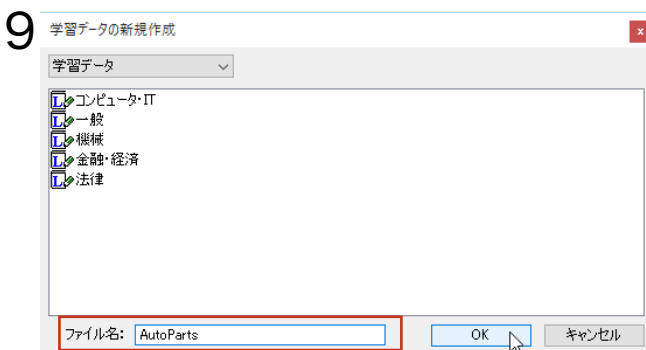 9
学習データの新規作成
x
学習データ
コンピュータ・IT
一般
機械
金融・経済
法律
ファイル名: AutoParts
OK キャンセル